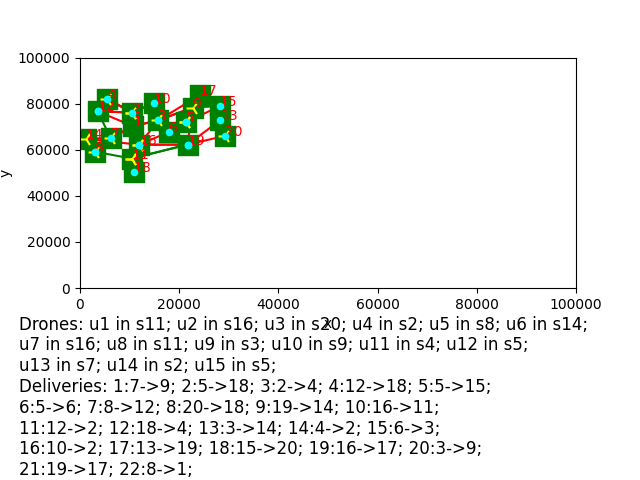 100000
80000
60000
40000
20000
0
y
17
15
13
20
18
0 20000 40000 60000 80000 100000
x
Drones: u1 in s11; u2 in s16; u3 in s20; u4 in s2; u5 in s8; u6 in s14;
u7 in s16; u8 in s11; u9 in s3; u10 in s9; u11 in s4; u12 in s5;
u13 in s7; u14 in s2; u15 in s5;
Deliveries: 1:7->9; 2:5->18; 3:2->4; 4:12->18; 5:5->15;
6:5->6; 7:8->12; 8:20->18; 9:19->14; 10:16->11;
11:12->2; 12:18->4; 13:3->14; 14:4->2; 15:6->3;
16:10->2; 17:13->19; 18:15->20; 19:16->17; 20:3->9;
21:19->17; 22:8->1;